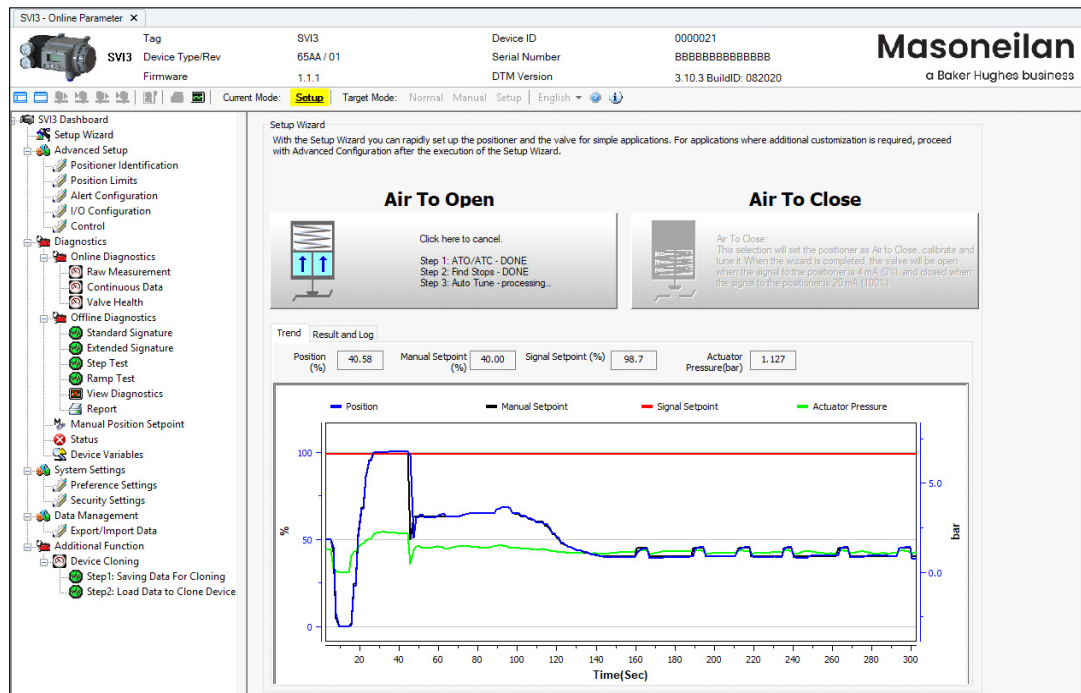 SVI3 - Online Parameter ×
Tag SVI3 Device ID 0000021
SVI3 Device Type/Rev 65AA / 01 Serial Number BBBBBBBBBBBBBB
Firmware 1.1.1 DTM Version 3.10.3 BuildID: 082020
Masoneilan
a Baker Hughes business
Current Mode: Setup Target Mode: Normal Manual Setup English
SVI3 Dashboard
Setup Wizard
Advanced Setup
Positioner Identification
Position Limits
Alert Configuration
I/O Configuration
Control
Diagnostics
Online Diagnostics
Raw Measurement
Continuous Data
Valve Health
Offline Diagnostics
Standard Signature
Extended Signature
Step Test
Ramp Test
View Diagnostics
Report
Manual Position Setpoint
Status
Device Variables
System Settings
Preference Settings
Security Settings
Data Management
Export/Import Data
Additional Function
Device Cloning
Step1: Saving Data For Cloning
Step2: Load Data to Clone Device
Setup Wizard
With the Setup Wizard you can rapidly set up the positioner and the valve for simple applications. For applications where additional customization is required, proceed
with Advanced Configuration after the execution of the Setup Wizard.
Air To Open
Click here to cancel.
Step 1: ATO/ATC - DONE
Step 2: Find Stops - DONE
Step 3: Auto Tune - processing...
Air To Close
Air To Close:
This selection will set the positioner as Air to Close, calibrate and
tune it.When the wizard is completed, the valve will be open
when the signal to the positioner is 4 mA (0%), and closed when
the signal to the positioner is 20 mA (100%)
Trend Result and Log
Position (%) 40.58 Manual Setpoint (%) 40.00 Signal Setpoint (%) 98.7 Actuator Pressure(bar) 1.127
Position Manual Setpoint Signal Setpoint Actuator Pressure
100
50
0
%
5.0
0.0
bar
20 40 60 80 100 120 140 160 180 200 220 240 260 280 300
Time(Sec)